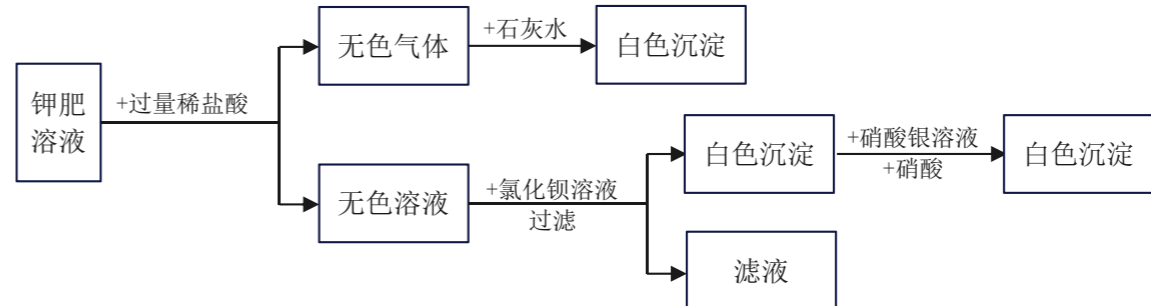 无色气体
+石灰水
白色沉淀
钾肥
溶液
+过量稀盐酸
无色溶液
+氯化钡溶液
过滤
白色沉淀
+硝酸银溶液
+硝酸
白色沉淀
滤液